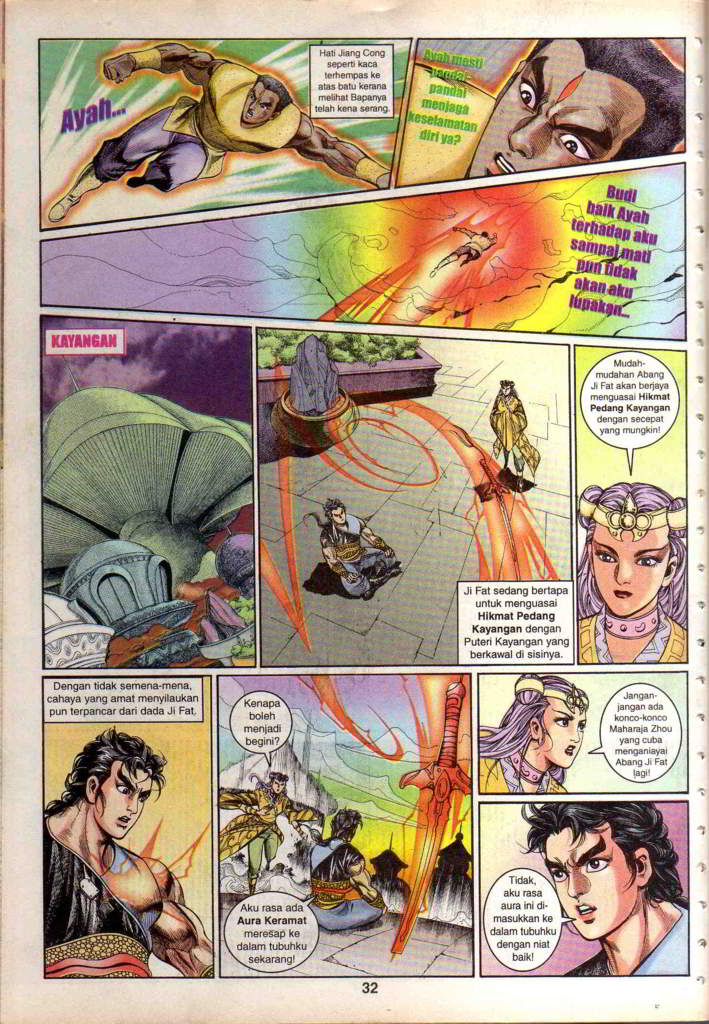 Ayah...
Hati Jiang Cong
seperti kaca
terhempas ke
atas batu kerana
melihat Bapanya
telah kena serang.
Ayah mesti
pandai-
pandai
menjaga
keselamatan
diri ya?
Budi
baik Ayah
terhadap aku
sampai mati
pun tidak
akan aku
lupakan...
KAYANGAN
Ji Fat sedang bertapa
untuk menguasai
Hikmat Pedang
Kayangan dengan
Puteri Kayangan yang
berkawal di sisinya.
Mudah-
mudahan Abang
Ji Fat akan berjaya
menguasai Hikmat
Pedang Kayangan
dengan secepat
yang mungkin!
Dengan tidak semena-mena,
cahaya yang amat menyilaukan
pun terpancar dari dada Ji Fat,
Kenapa
boleh
menjadi
begini?
Aku rasa ada
Aura Keramat
meresap ke
dalam tubuhku
sekarang!
Jangan-
jangan ada
konco-konco
Maharaja Zhou
yang cuba
menganiayai
Abang Ji Fat
lagi!
Tidak,
aku rasa
aura ini di-
masukkan ke
dalam tubuhku
dengan niat
baik!
32